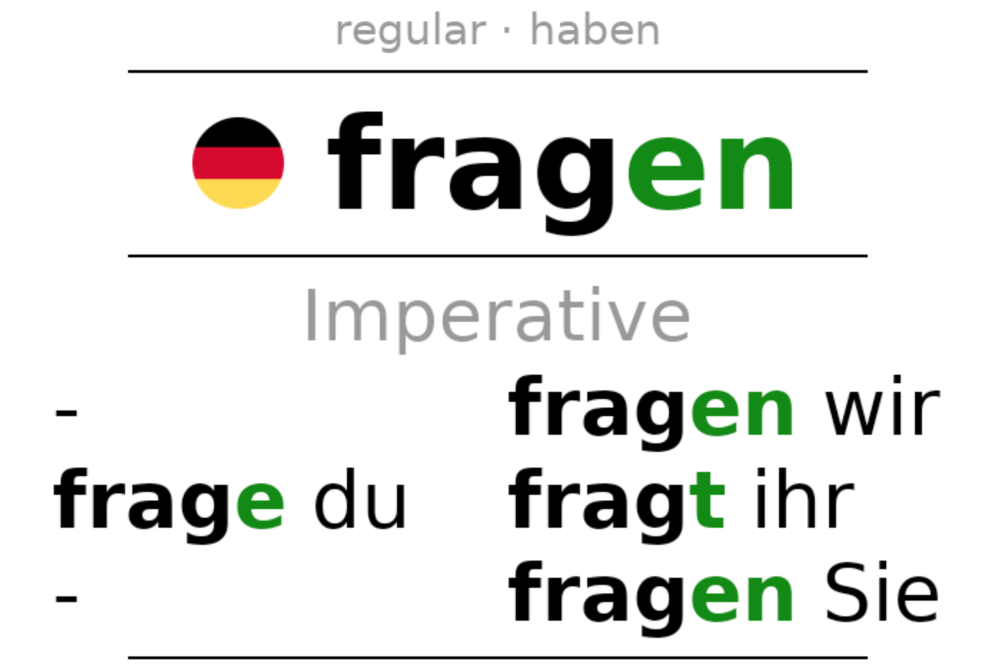 regular · haben
fragen
Imperative
- fragen wir
frage du fragt ihr
- fragen Sie